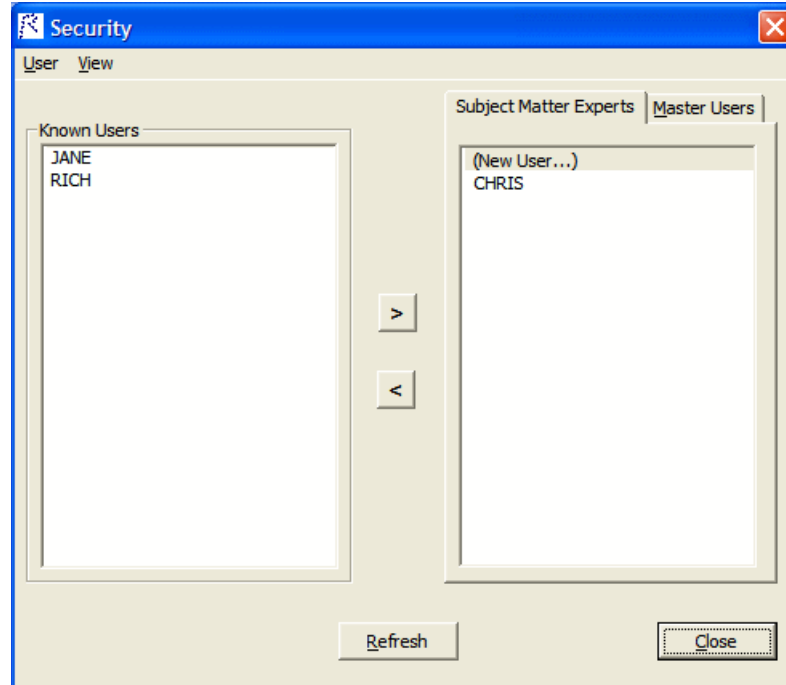 Security
User View
Subject Matter Experts Master Users
Known Users
JANE
RICH
(New User...)
CHRIS
>
<
Refresh
Close